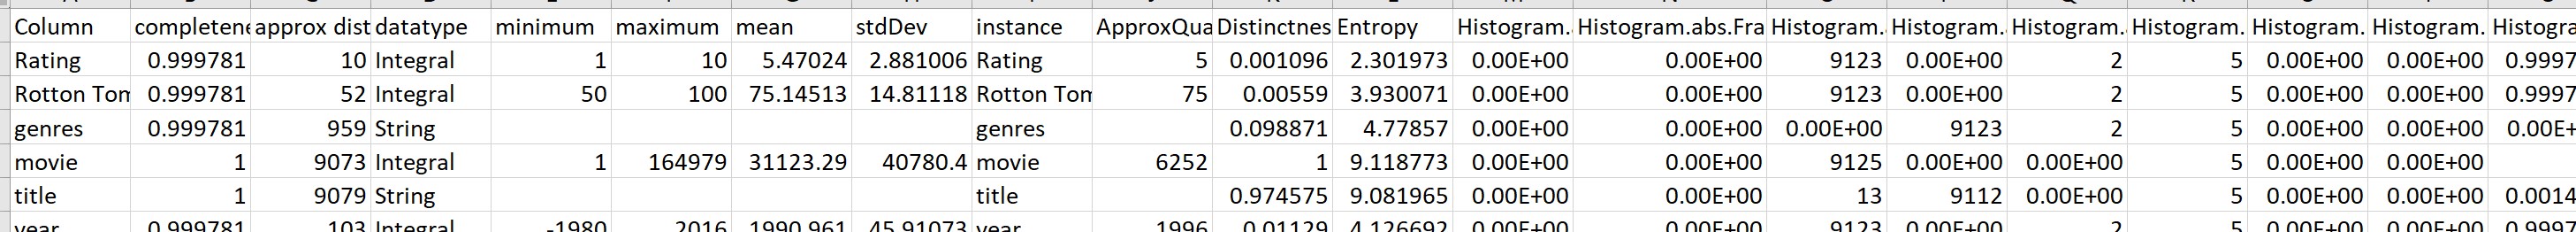 Column completene approx dist datatype minimum maximum mean stdDev instance ApproxQua Distinctnes Entropy Histogram. Histogram.abs.Fra Histogram. Histogram. Histogram. Histogram. Histogram. Histogram. Histogra
Rating 0.999781 10 Integral 1 10 5.47024 2.881006 Rating 5 0.001096 2.301973 0.00E+00 0.00E+00 9123 0.00E+00 2 5 0.00E+00 0.00E+00 0.9997
Rotton Tom 0.999781 52 Integral 50 100 75.14513 14.81118 Rotton Tom 75 0.00559 3.930071 0.00E+00 0.00E+00 9123 0.00E+00 2 5 0.00E+00 0.00E+00 0.9997
genres 0.999781 959 String genres 0.098871 4.77857 0.00E+00 0.00E+00 0.00E+00 9123 2 5 0.00E+00 0.00E+00 0.00E+
movie 1 9073 Integral 1 164979 31123.29 40780.4 movie 6252 1 9.118773 0.00E+00 0.00E+00 9125 0.00E+00 0.00E+00 5 0.00E+00 0.00E+00
title 1 9079 String title 0.974575 9.081965 0.00E+00 0.00E+00 13 9112 0.00E+00 5 0.00E+00 0.00E+00 0.0014
year 0.999781 103 Integral -1980 2016 1990.961 45.91073 year 1996 0.01129 4.126692 0.00E+00 0.00E+00 9123 0.00E+00 2 5 0.00E+00 0.00E+00 0.9997